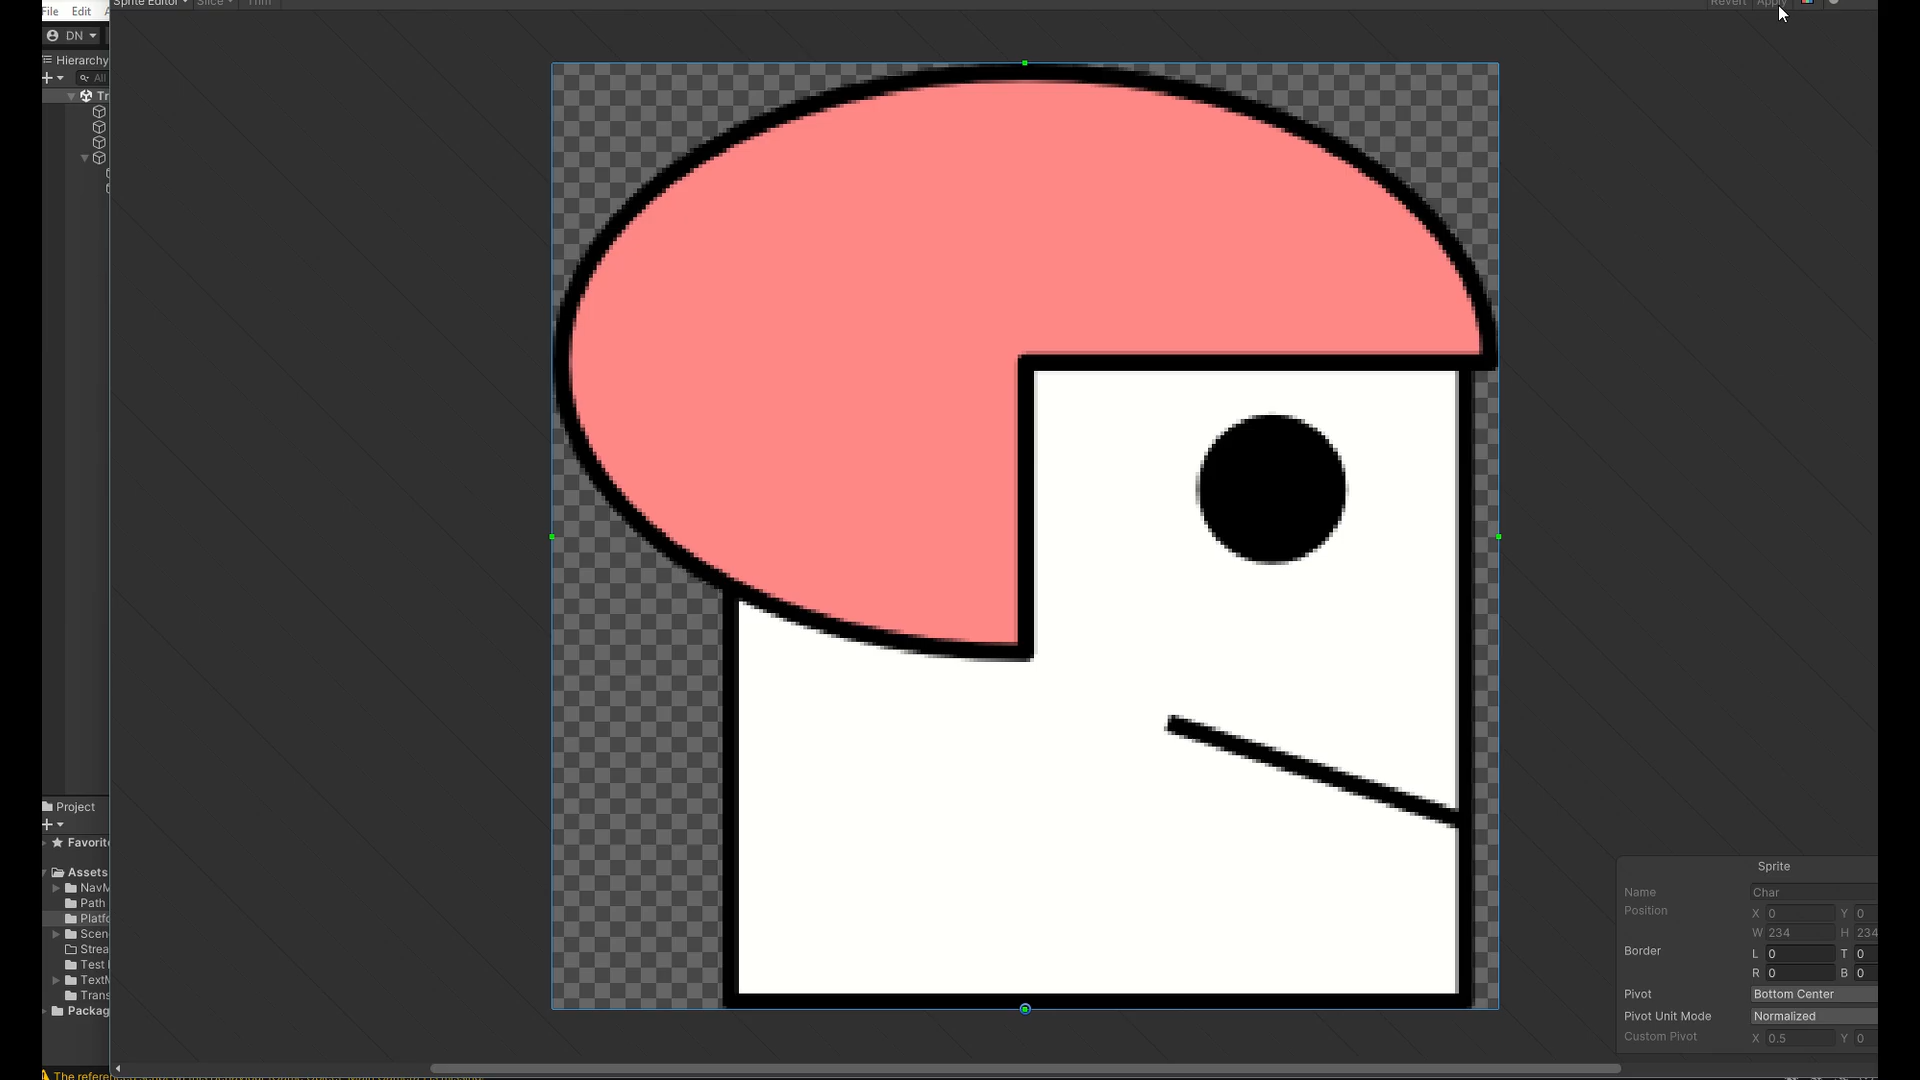 File Edit
Sprite Editor Slice Trim Revert Apply
DN
Hierarchy
All
Tr
Sprite
Name Char
Position X 0 Y 0
W 234 H 234
Border L 0 T 0
R 0 B 0
Pivot Bottom Center
Pivot Unit Mode Normalized
Custom Pivot X 0.5 Y 0
Project
Favorite
Assets
NavM
Path
Platfo
Scen
Strea
Test
TextM
Trans
Packag